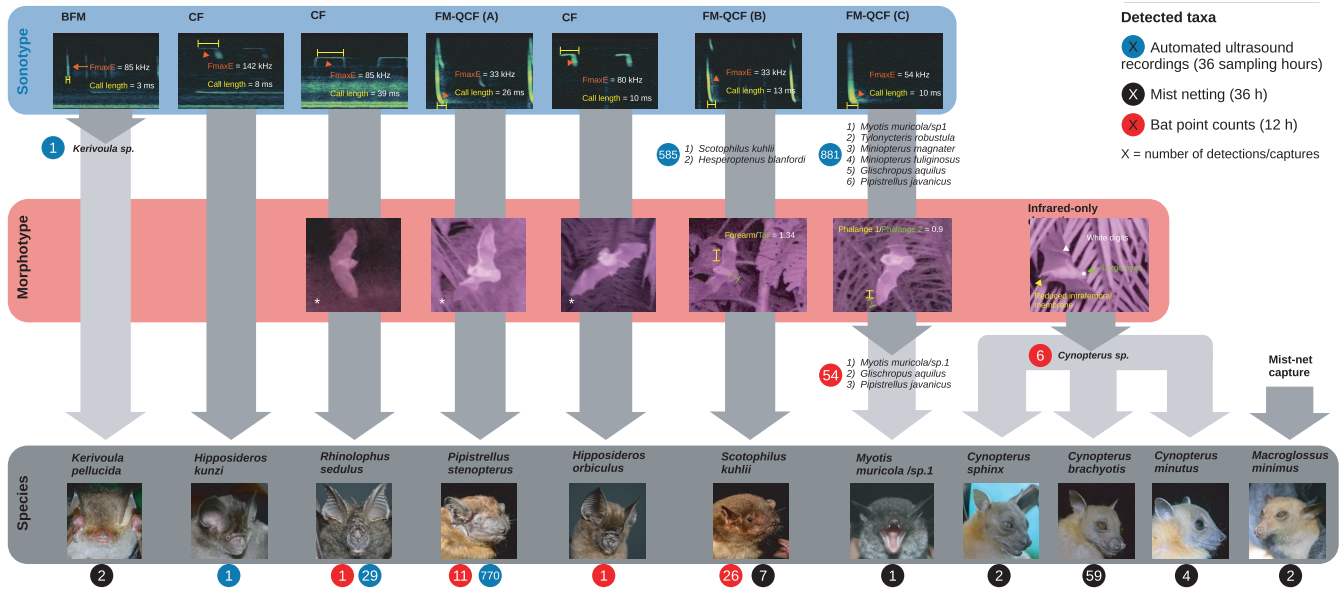 BFM
CF
CF
FM-QCF (A)
CF
FM-QCF (B)
FM-QCF (C)
Sonotype
FmaxE = 85 kHz
Call length = 3 ms
FmaxE = 142 kHz
Call length = 8 ms
FmaxE = 85 kHz
Call length = 39 ms
FmaxE = 33 kHz
Call length = 26 ms
FmaxE = 80 kHz
Call length = 10 ms
FmaxE = 33 kHz
Call length = 13 ms
FmaxE = 54 kHz
Call length = 10 ms
Detected taxa
X Automated ultrasound
recordings (36 sampling hours)
X Mist netting (36 h)
X Bat point counts (12 h)
X = number of detections/captures
1 Kerivoula sp.
585
1) Scotophilus kuhlii
2) Hesperoptenus blanfordi
881
1) Myotis muricola/sp1
2) Tylonycteris robustula
3) Miniopterus magnater
4) Miniopterus fuliginosus
5) Glischropus aquilus
6) Pipistrellus javanicus
Morphotype
*
*
*
Forearm/Tail = 1.34
Phalange 1/Phalange 2 = 0.9
Infrared-only
White digits
Reduced intrafemoral
membrane
54
1) Myotis muricola/sp.1
2) Glischropus aquilus
3) Pipistrellus javanicus
6 Cynopterus sp.
Mist-net
capture
Species
Kerivoula
pellucida
Hipposideros
kunzi
Rhinolophus
sedulus
Pipistrellus
stenopterus
Hipposideros
orbiculus
Scotophilus
kuhlii
Myotis
muricola /sp.1
Cynopterus
sphinx
Cynopterus
brachyotis
Cynopterus
minutus
Macroglossus
minimus
2
1
1 29
11 770
1
26 7
1
2
59
4
2